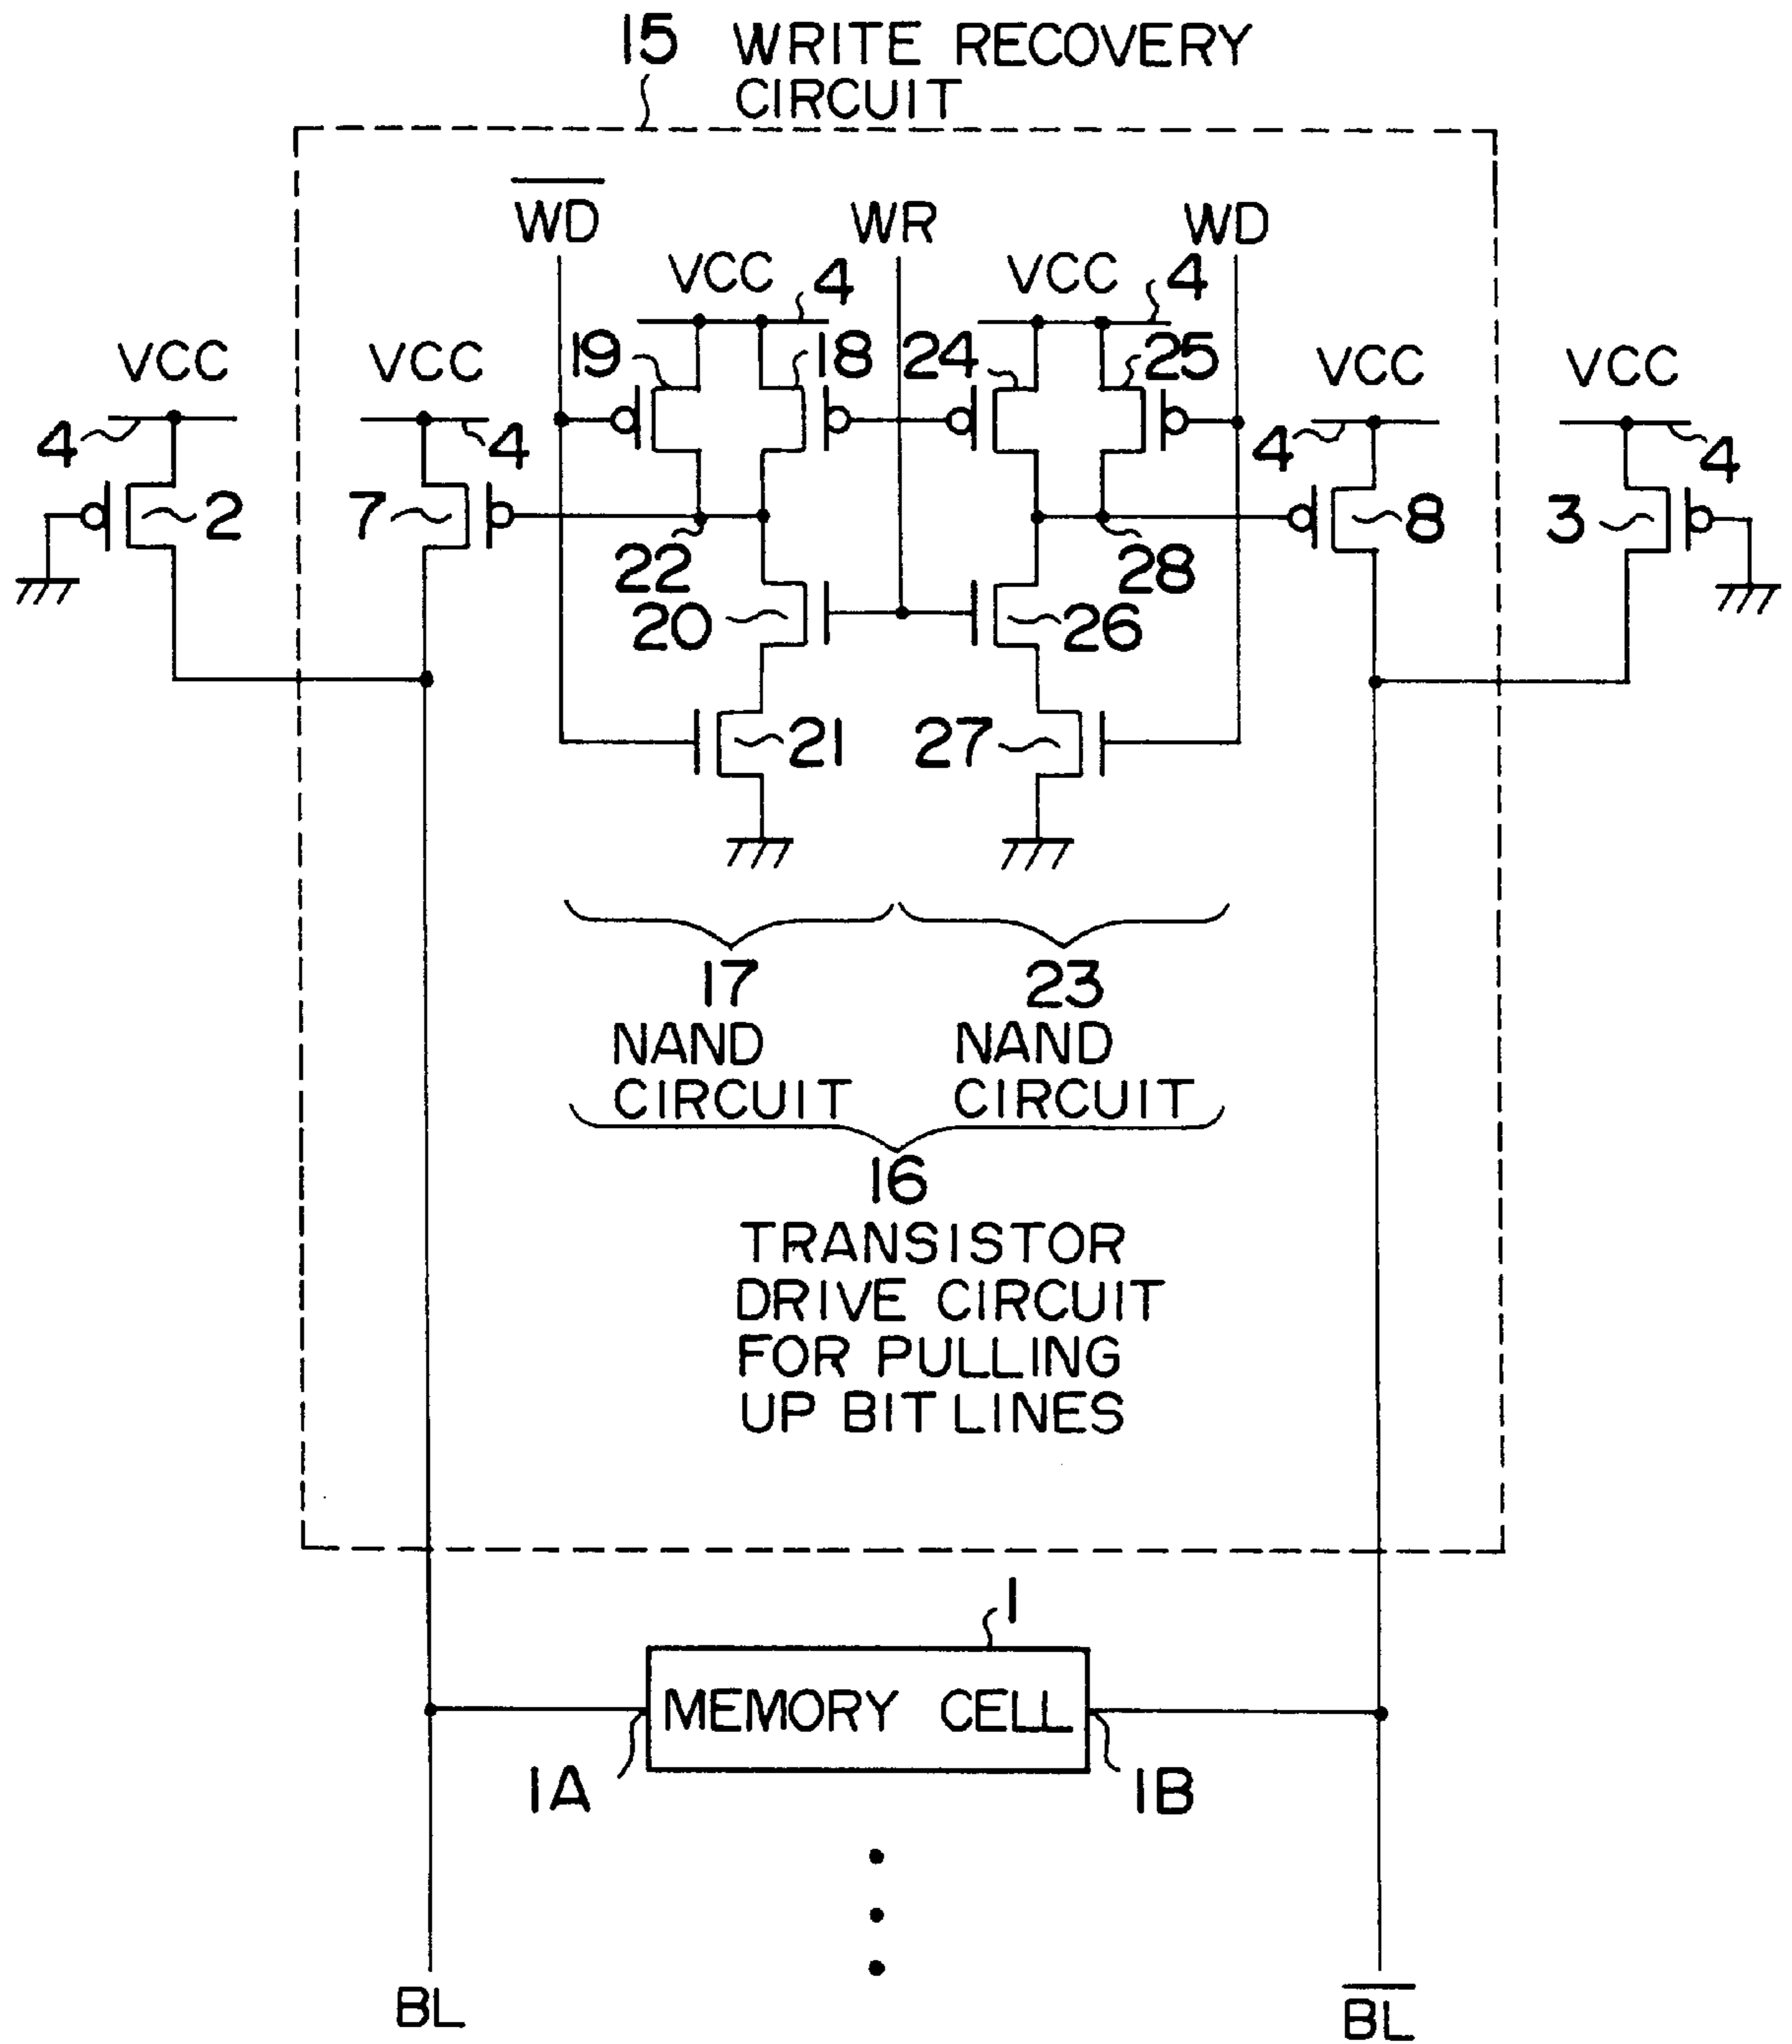 15 WRITE RECOVERY
CIRCUIT
W̅D̅ WR WD
VCC 4 VCC 4
19 18 24 25
VCC VCC VCC VCC
4 4 4 4
2 7 8 3
22 28
20 26
21 27
17 23
NAND NAND
CIRCUIT CIRCUIT
16
TRANSISTOR
DRIVE CIRCUIT
FOR PULLING
UP BIT LINES
1
MEMORY CELL
1A 1B
BL B̅L̅